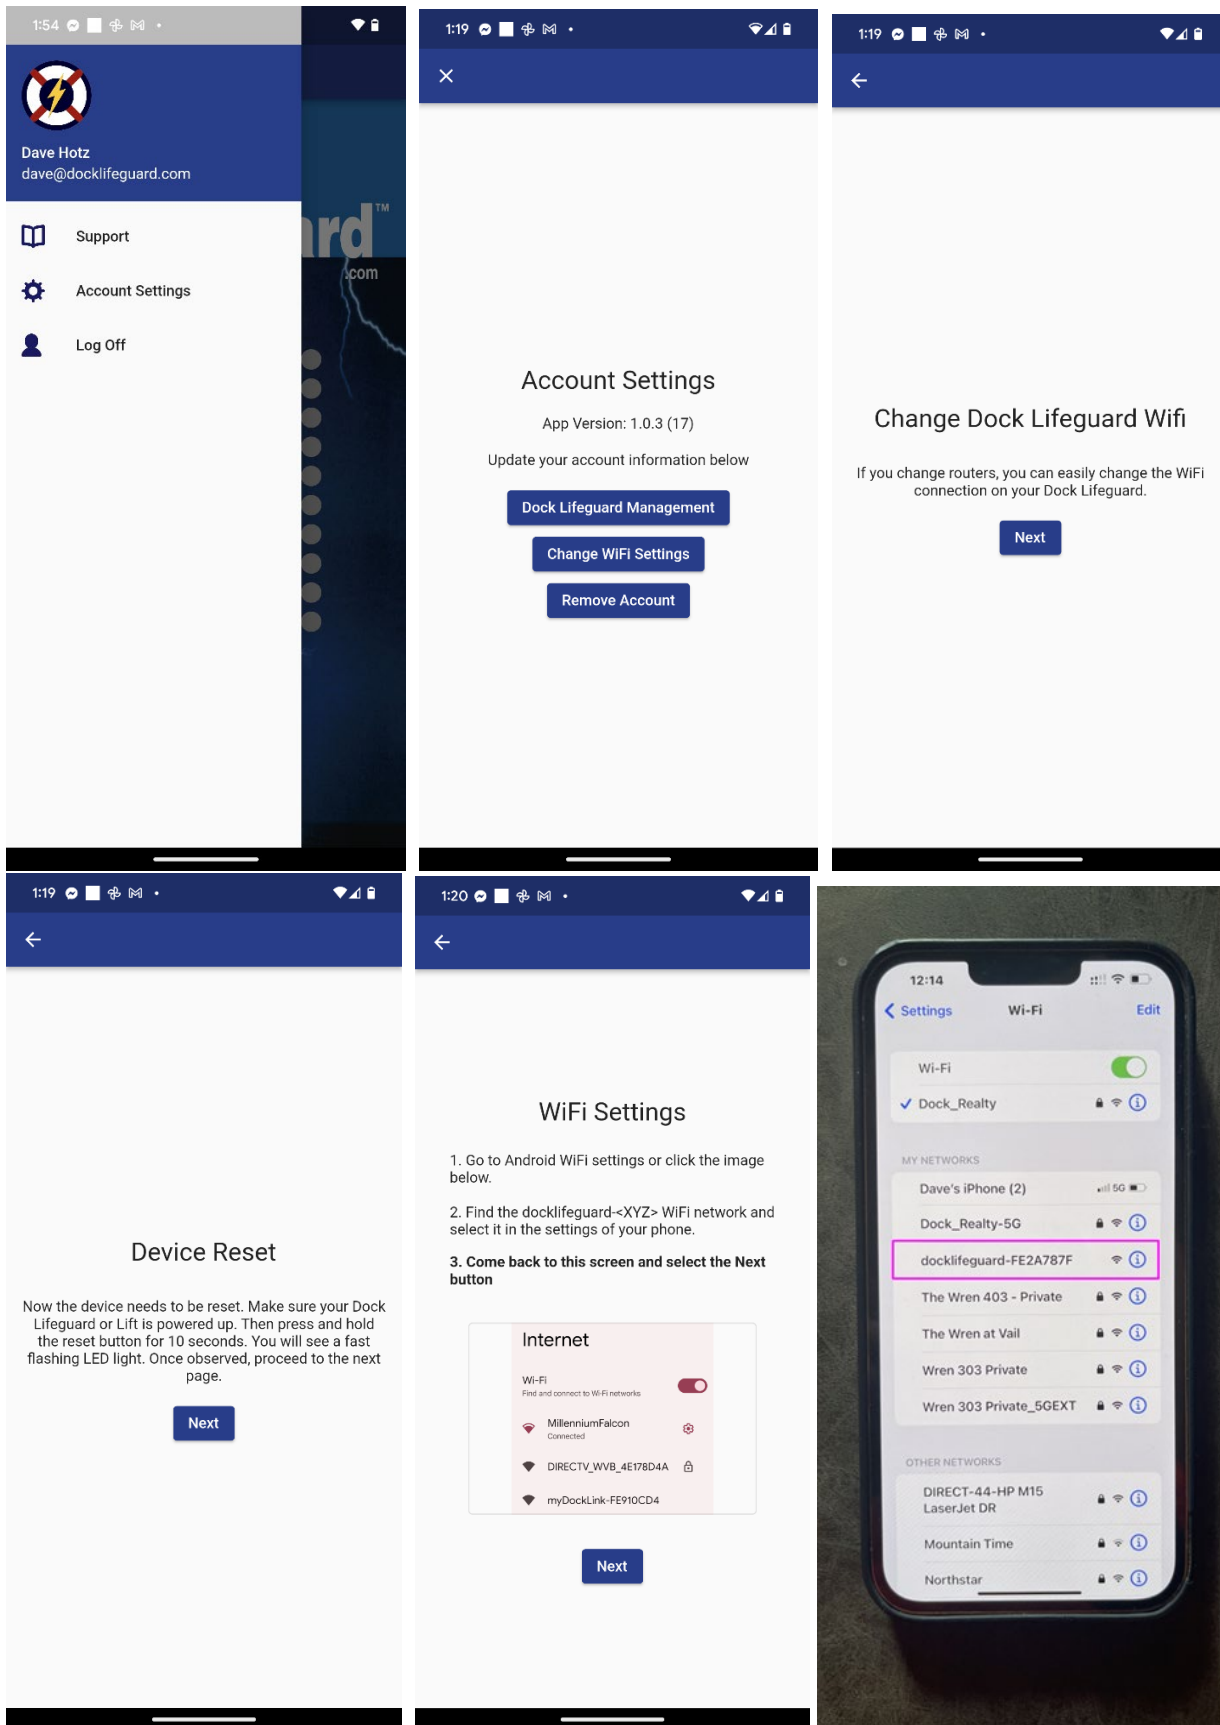 1:54
Dave Hotz
dave@docklifeguard.com
Support
Account Settings
Log Off
ard™
.com
1:19
Account Settings
App Version: 1.0.3 (17)
Update your account information below
Dock Lifeguard Management
Change WiFi Settings
Remove Account
1:19
Change Dock Lifeguard Wifi
If you change routers, you can easily change the WiFi
connection on your Dock Lifeguard.
Next
1:19
Device Reset
Now the device needs to be reset. Make sure your Dock
Lifeguard or Lift is powered up. Then press and hold
the reset button for 10 seconds. You will see a fast
flashing LED light. Once observed, proceed to the next
page.
Next
1:20
WiFi Settings
1. Go to Android WiFi settings or click the image
below.
2. Find the docklifeguard-<XYZ> WiFi network and
select it in the settings of your phone.
3. Come back to this screen and select the Next
button
Internet
Wi-Fi
Find and connect to Wi-Fi networks
MillenniumFalcon
Connected
DIRECTV_WVB_4E178D4A
myDockLink-FE910CD4
Next
12:14
Settings
Wi-Fi
Edit
Wi-Fi
Dock_Realty
MY NETWORKS
Dave's iPhone (2)
5G
Dock_Realty-5G
docklifeguard-FE2A787F
The Wren 403 - Private
The Wren at Vail
Wren 303 Private
Wren 303 Private_5GEXT
OTHER NETWORKS
DIRECT-44-HP M15
LaserJet DR
Mountain Time
Northstar